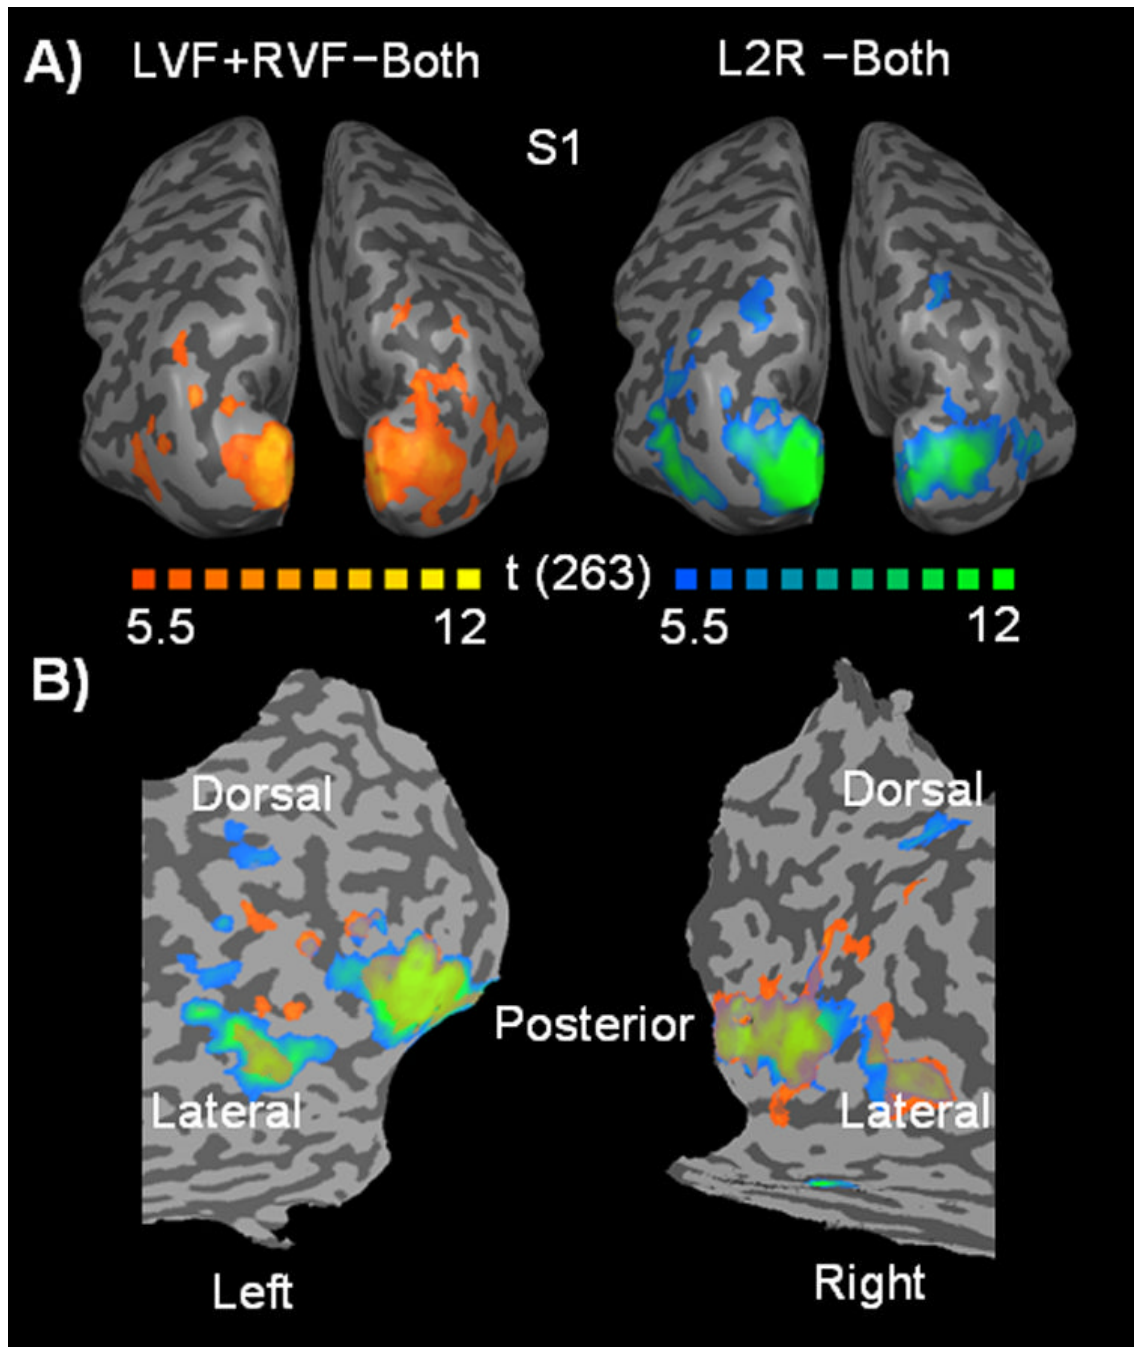 A)
LVF+RVF−Both
L2R −Both
S1
t (263)
5.5
12
5.5
12
B)
Dorsal
Dorsal
Posterior
Lateral
Lateral
Left
Right